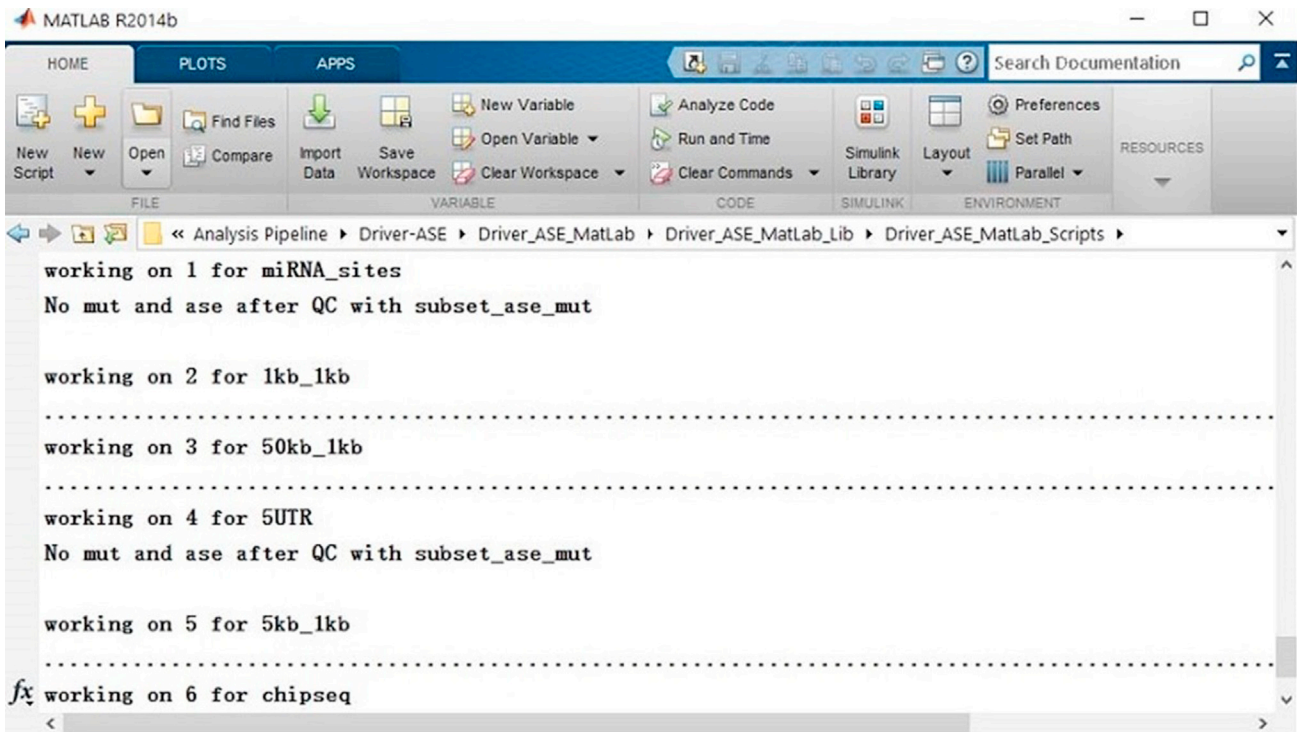 MATLAB R2014b
HOME PLOTS APPS Search Documentation
New Script
New
Open
Find Files
Compare
FILE
Import Data
Save Workspace
New Variable
Open Variable
Clear Workspace
VARIABLE
Analyze Code
Run and Time
Clear Commands
CODE
Simulink Library
SIMULINK
Layout
Preferences
Set Path
Parallel
ENVIRONMENT
RESOURCES
« Analysis Pipeline ▸ Driver-ASE ▸ Driver_ASE_MatLab ▸ Driver_ASE_MatLab_Lib ▸ Driver_ASE_MatLab_Scripts ▸
working on 1 for miRNA_sites
No mut and ase after QC with subset_ase_mut
working on 2 for 1kb_1kb
....................................................................................................
working on 3 for 50kb_1kb
....................................................................................................
working on 4 for 5UTR
No mut and ase after QC with subset_ase_mut
working on 5 for 5kb_1kb
....................................................................................................
fx working on 6 for chipseq